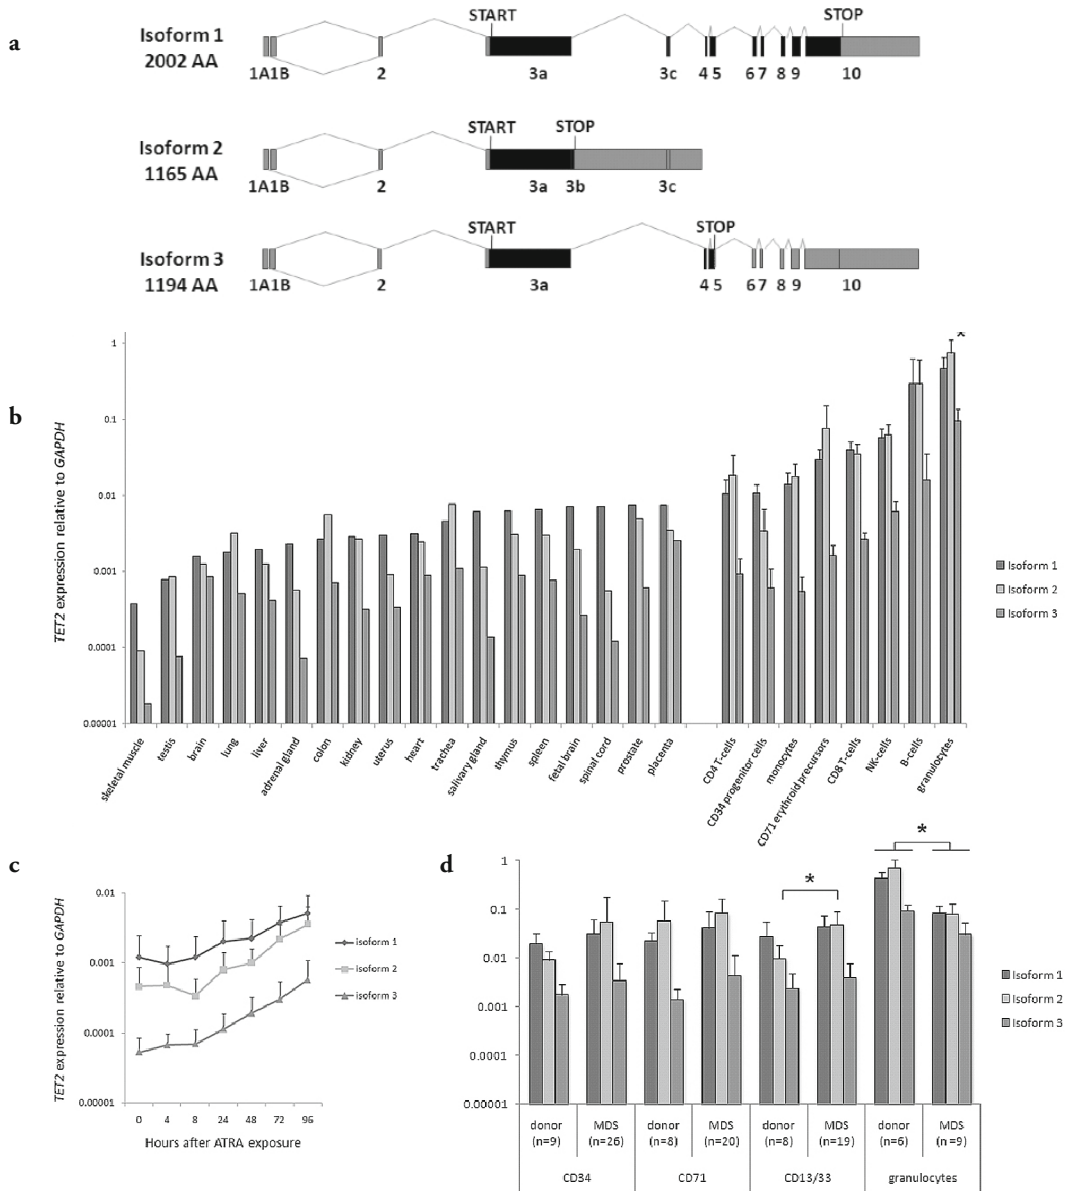 a
Isoform 1
2002 AA
START
STOP
1A1B 2 3a 3c 4 5 6 7 8 9 10
Isoform 2
1165 AA
START
STOP
1A1B 2 3a 3b 3c
Isoform 3
1194 AA
START
STOP
1A1B 2 3a 4 5 6 7 8 9 10
b
TET2 expression relative to GAPDH
1
0.1
0.01
0.001
0.0001
0.00001
*
skeletal muscle
testis
brain
lung
liver
adrenal gland
colon
kidney
uterus
heart
trachea
salivary gland
thymus
spleen
fetal brain
spinal cord
prostate
placenta
CD4 T-cells
CD34 progenitor cells
monocytes
CD71 erythroid precursors
CD8 T-cells
NK-cells
B-cells
granulocytes
Isoform 1
Isoform 2
Isoform 3
c
TET2 expression relative to GAPDH
0.01
0.001
0.0001
0.00001
0 4 8 24 48 72 96
Hours after ATRA exposure
isoform 1
isoform 2
isoform 3
d
1
0.1
0.01
0.001
0.0001
0.00001
*
*
donor MDS donor MDS donor MDS donor MDS
(n=9) (n=26) (n=8) (n=20) (n=8) (n=19) (n=6) (n=9)
CD34 CD71 CD13/33 granulocytes
Isoform 1
Isoform 2
Isoform 3